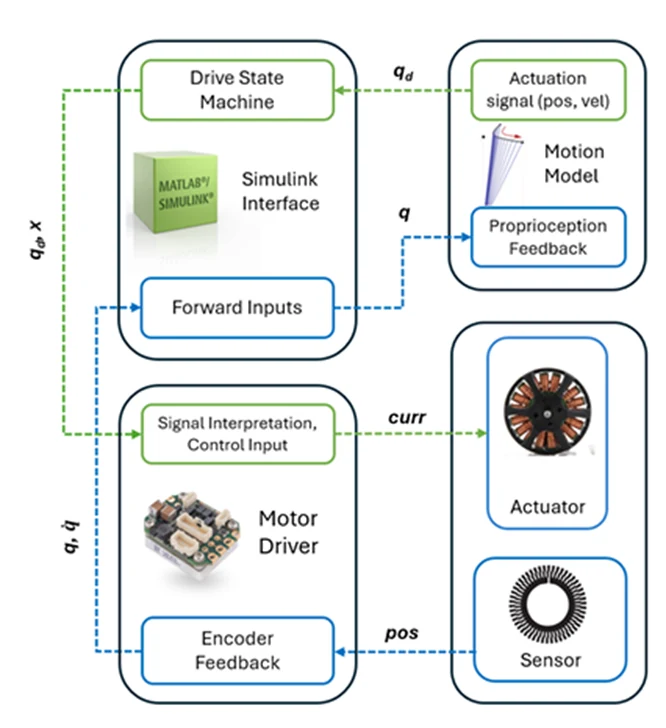 Drive State
Machine
q_d
Actuation
signal (pos, vel)
MATLAB®/
SIMULINK®
Simulink
Interface
Motion
Model
q_d, x
q
Proprioception
Feedback
Forward Inputs
Signal Interpretation,
Control Input
curr
Actuator
Motor
Driver
q, q̇
Encoder
Feedback
pos
Sensor